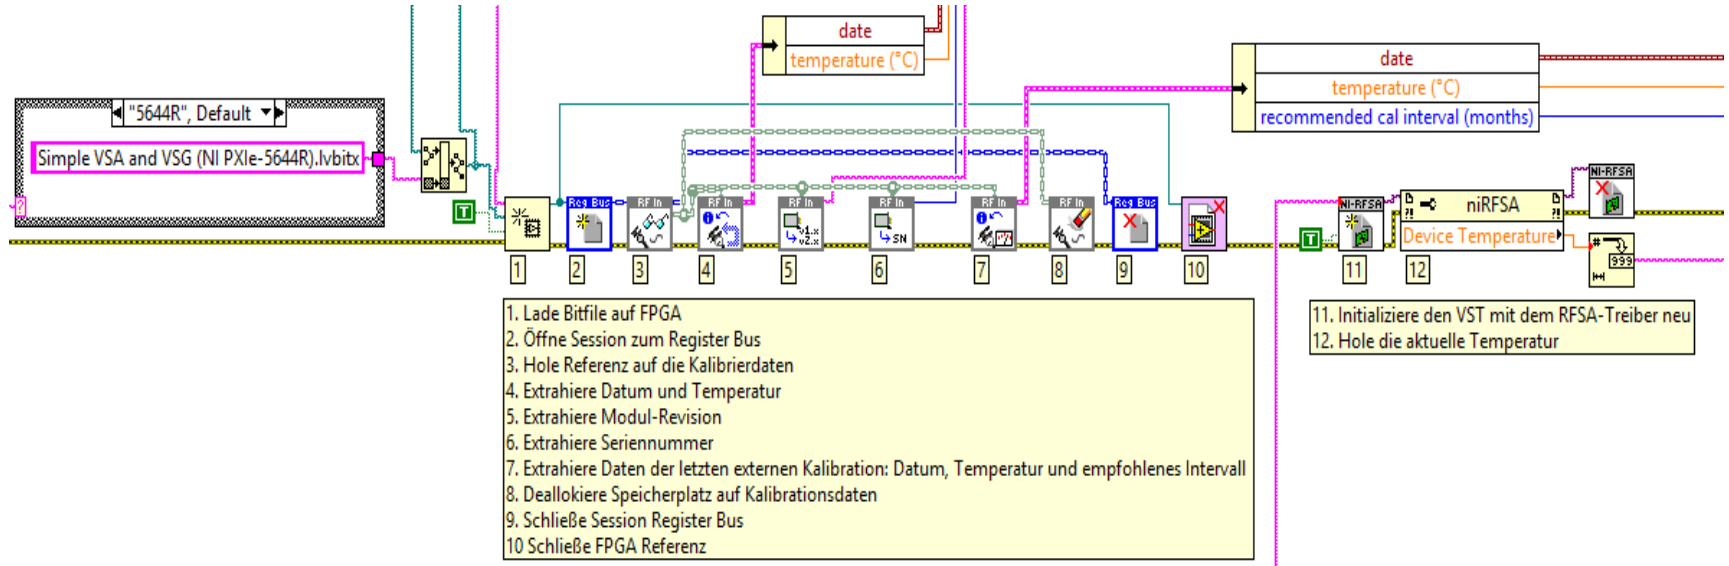 date
temperature (°C)
date
temperature (°C)
recommended cal interval (months)
"5644R", Default
Simple VSA and VSG (NI PXIe-5644R).lvbitx
?
T
Reg Bus
RF In
RF In
RF In
v1.x
v2.x
RF In
SN
RF In
RF In
Reg Bus
NI-RFSA
T
niRFSA
Device Temperature
NI-RFSA
#
999
1
2
3
4
5
6
7
8
9
10
11
12
1. Lade Bitfile auf FPGA
2. Öffne Session zum Register Bus
3. Hole Referenz auf die Kalibrierdaten
4. Extrahiere Datum und Temperatur
5. Extrahiere Modul-Revision
6. Extrahiere Seriennummer
7. Extrahiere Daten der letzten externen Kalibration: Datum, Temperatur und empfohlenes Intervall
8. Deallokiere Speicherplatz auf Kalibrationsdaten
9. Schließe Session Register Bus
10 Schließe FPGA Referenz
11. Initializiere den VST mit dem RFSA-Treiber neu
12. Hole die aktuelle Temperatur